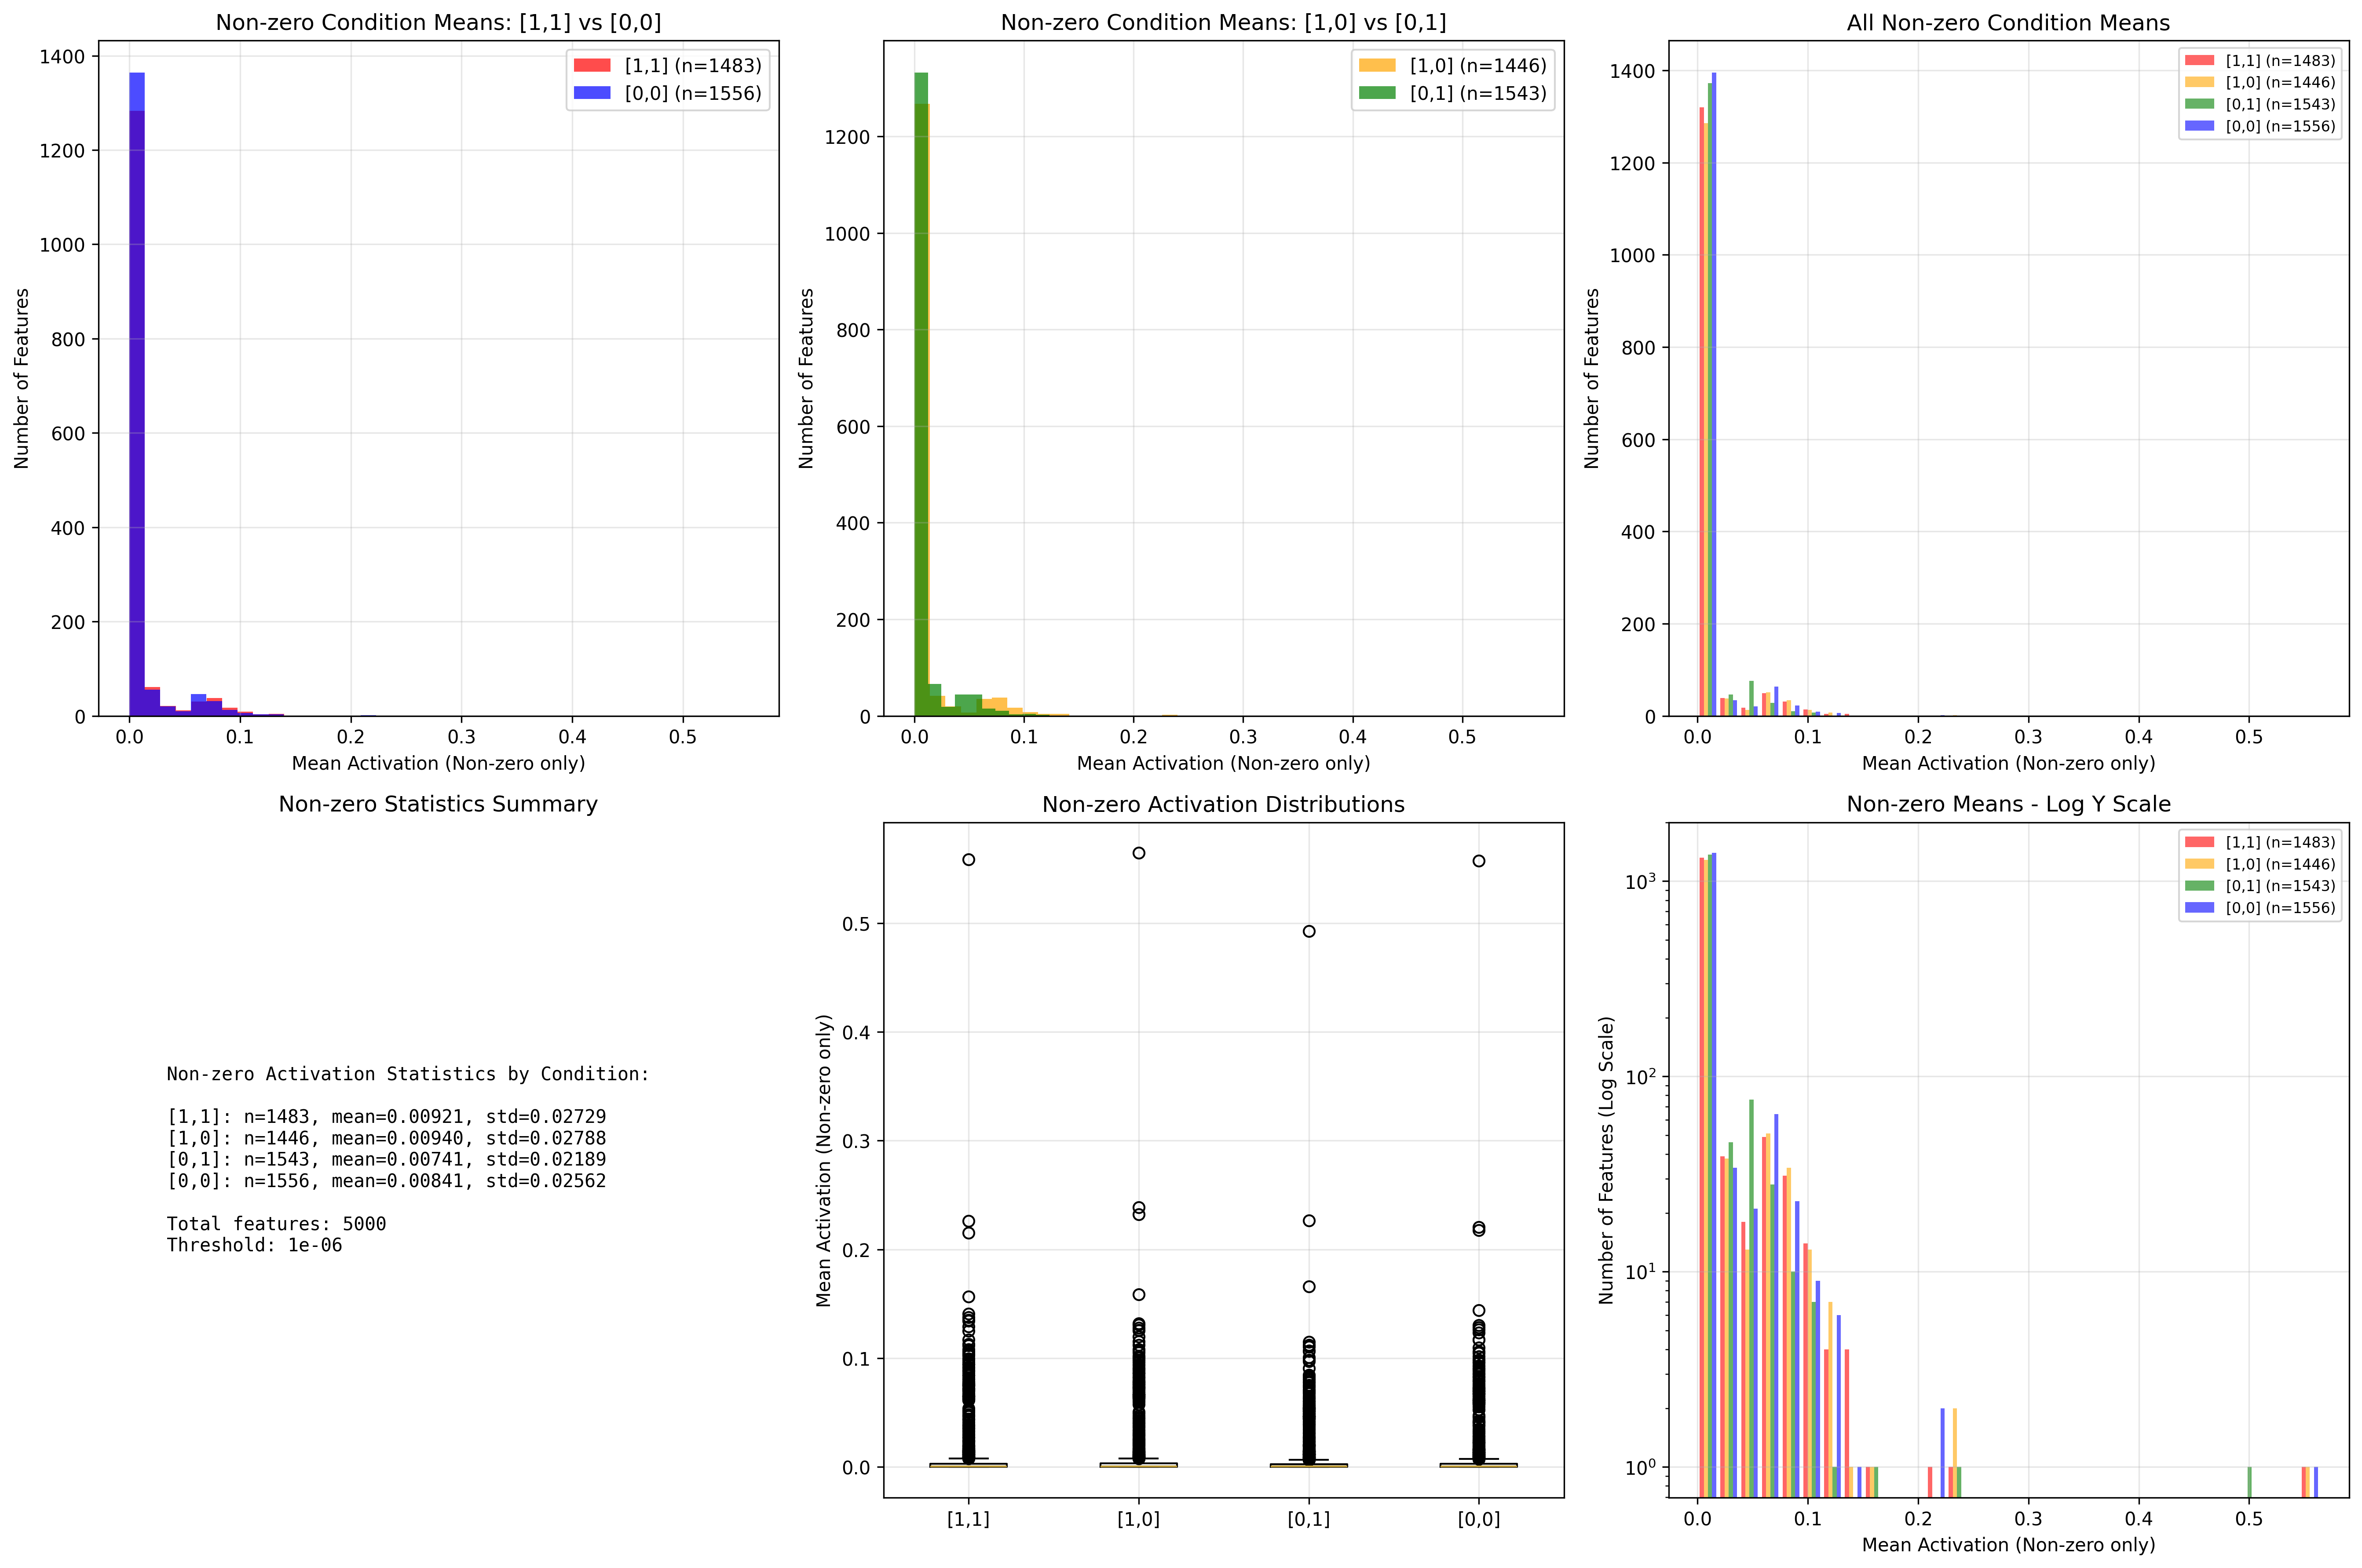 Non-zero Condition Means: [1,1] vs [0,0]
1400
1200
1000
800
600
400
200
0
Number of Features
[1,1] (n=1483)
[0,0] (n=1556)
0.0 0.1 0.2 0.3 0.4 0.5
Mean Activation (Non-zero only)
Non-zero Condition Means: [1,0] vs [0,1]
1200
1000
800
600
400
200
0
Number of Features
[1,0] (n=1446)
[0,1] (n=1543)
0.0 0.1 0.2 0.3 0.4 0.5
Mean Activation (Non-zero only)
All Non-zero Condition Means
1400
1200
1000
800
600
400
200
0
Number of Features
[1,1] (n=1483)
[1,0] (n=1446)
[0,1] (n=1543)
[0,0] (n=1556)
0.0 0.1 0.2 0.3 0.4 0.5
Mean Activation (Non-zero only)
Non-zero Statistics Summary
Non-zero Activation Statistics by Condition:
[1,1]: n=1483, mean=0.00921, std=0.02729
[1,0]: n=1446, mean=0.00940, std=0.02788
[0,1]: n=1543, mean=0.00741, std=0.02189
[0,0]: n=1556, mean=0.00841, std=0.02562
Total features: 5000
Threshold: 1e-06
Non-zero Activation Distributions
0.5
0.4
0.3
0.2
0.1
0.0
Mean Activation (Non-zero only)
[1,1] [1,0] [0,1] [0,0]
Non-zero Means - Log Y Scale
10³
10²
10¹
10⁰
Number of Features (Log Scale)
[1,1] (n=1483)
[1,0] (n=1446)
[0,1] (n=1543)
[0,0] (n=1556)
0.0 0.1 0.2 0.3 0.4 0.5
Mean Activation (Non-zero only)